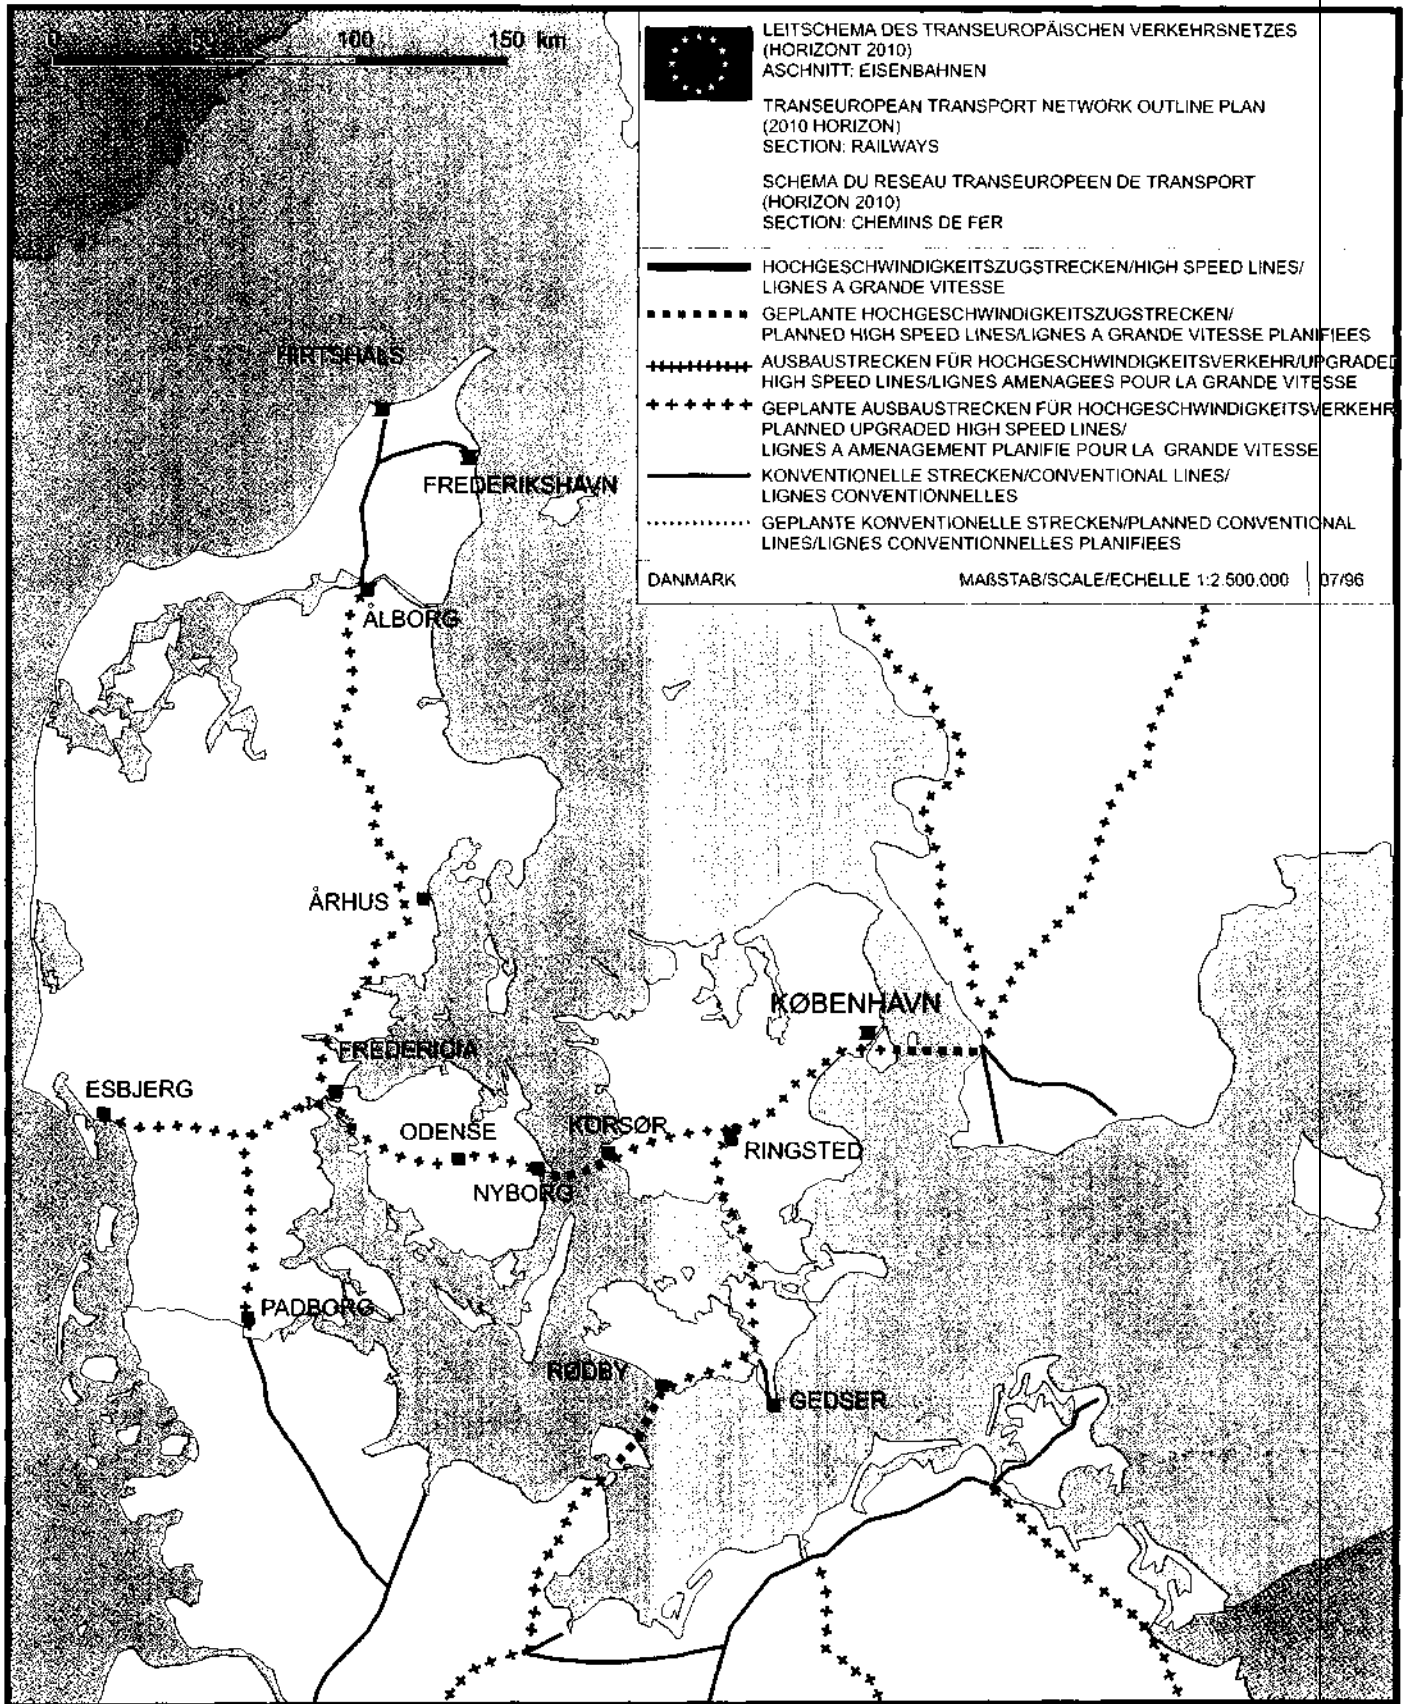 0 50 100 150 km
LEITSCHEMA DES TRANSEUROPÄISCHEN VERKEHRSNETZES
(HORIZONT 2010)
ASCHNITT: EISENBAHNEN
TRANSEUROPEAN TRANSPORT NETWORK OUTLINE PLAN
(2010 HORIZON)
SECTION: RAILWAYS
SCHEMA DU RESEAU TRANSEUROPEEN DE TRANSPORT
(HORIZON 2010)
SECTION: CHEMINS DE FER
HOCHGESCHWINDIGKEITSZUGSTRECKEN/HIGH SPEED LINES/
LIGNES A GRANDE VITESSE
GEPLANTE HOCHGESCHWINDIGKEITSZUGSTRECKEN/
PLANNED HIGH SPEED LINES/LIGNES A GRANDE VITESSE PLANIFIEES
AUSBAUSTRECKEN FÜR HOCHGESCHWINDIGKEITSVERKEHR/UPGRADED
HIGH SPEED LINES/LIGNES AMENAGEES POUR LA GRANDE VITESSE
GEPLANTE AUSBAUSTRECKEN FÜR HOCHGESCHWINDIGKEITSVERKEHR
PLANNED UPGRADED HIGH SPEED LINES/
LIGNES A AMENAGEMENT PLANIFIE POUR LA GRANDE VITESSE
KONVENTIONELLE STRECKEN/CONVENTIONAL LINES/
LIGNES CONVENTIONNELLES
GEPLANTE KONVENTIONELLE STRECKEN/PLANNED CONVENTIONAL
LINES/LIGNES CONVENTIONNELLES PLANIFIEES
DANMARK MAßSTAB/SCALE/ECHELLE 1:2.500.000 07/96
HIRTSHALS
FREDERIKSHAVN
ÅLBORG
ÅRHUS
KØBENHAVN
FREDERICIA
ESBJERG
ODENSE
KORSØR
RINGSTED
NYBORG
PADBORG
RØDBY
GEDSER